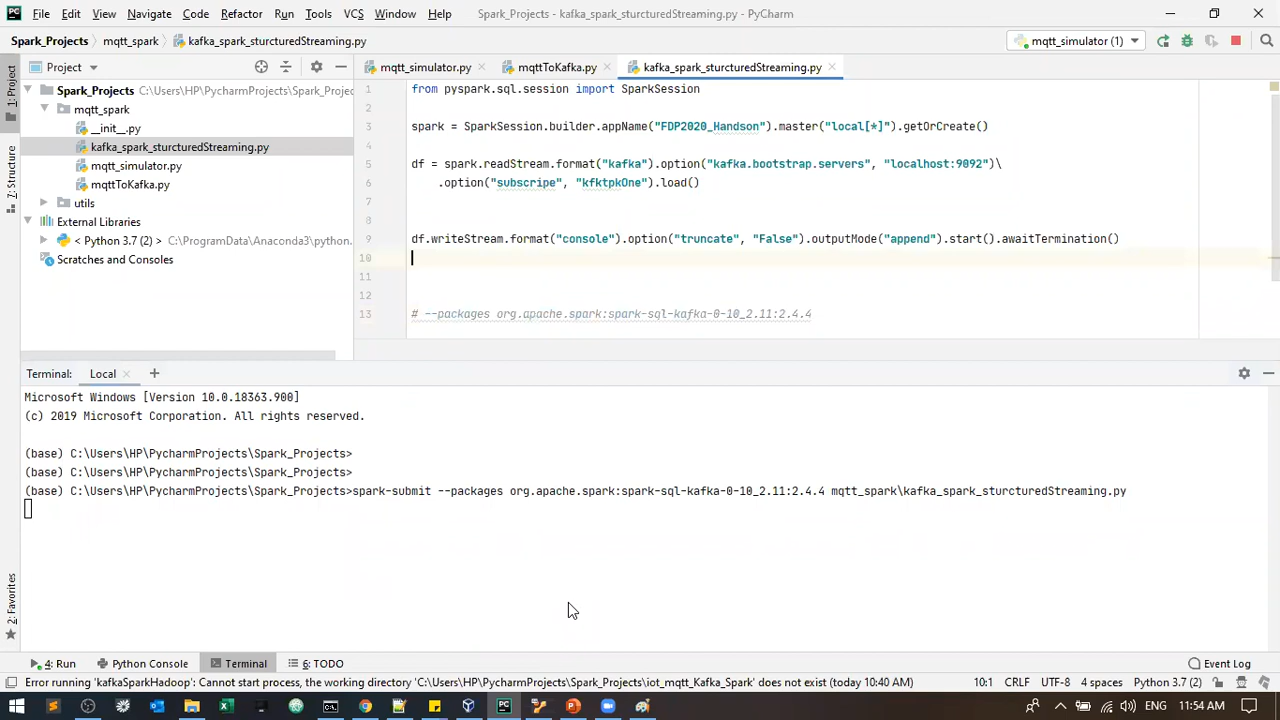 File Edit View Navigate Code Refactor Run Tools VCS Window Help Spark_Projects - kafka_spark_sturcturedStreaming.py - PyCharm
Spark_Projects mqtt_spark kafka_spark_sturcturedStreaming.py mqtt_simulator (1)
Project mqtt_simulator.py mqttToKafka.py kafka_spark_sturcturedStreaming.py
1: Project
7: Structure
2: Favorites
Spark_Projects C:\Users\HP\PycharmProjects\Spark_Projec
mqtt_spark
__init__.py
kafka_spark_sturcturedStreaming.py
mqtt_simulator.py
mqttToKafka.py
utils
External Libraries
< Python 3.7 (2) > C:\ProgramData\Anaconda3\python.
Scratches and Consoles
1 from pyspark.sql.session import SparkSession
2
3 spark = SparkSession.builder.appName("FDP2020_Handson").master("local[*]").getOrCreate()
4
5 df = spark.readStream.format("kafka").option("kafka.bootstrap.servers", "localhost:9092")\
6 .option("subscripe", "kfktpkOne").load()
7
8
9 df.writeStream.format("console").option("truncate", "False").outputMode("append").start().awaitTermination()
10
11
12
13 # --packages org.apache.spark:spark-sql-kafka-0-10_2.11:2.4.4
Terminal: Local
Microsoft Windows [Version 10.0.18363.900]
(c) 2019 Microsoft Corporation. All rights reserved.
(base) C:\Users\HP\PycharmProjects\Spark_Projects>
(base) C:\Users\HP\PycharmProjects\Spark_Projects>
(base) C:\Users\HP\PycharmProjects\Spark_Projects>spark-submit --packages org.apache.spark:spark-sql-kafka-0-10_2.11:2.4.4 mqtt_spark\kafka_spark_sturcturedStreaming.py
4: Run Python Console Terminal 6: TODO Event Log
Error running 'kafkaSparkHadoop': Cannot start process, the working directory 'C:\Users\HP\PycharmProjects\Spark_Projects\iot_mqtt_Kafka_Spark' does not exist (today 10:40 AM) 10:1 CRLF UTF-8 4 spaces Python 3.7 (2)
11:54 AM